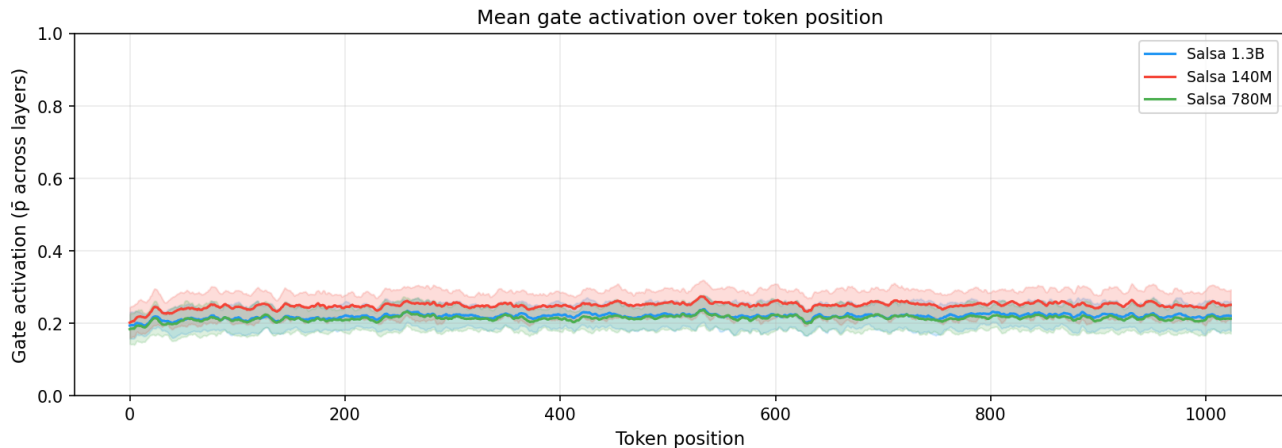 Mean gate activation over token position
Gate activation (p̄ across layers)
1.0
0.8
0.6
0.4
0.2
0.0
Salsa 1.3B
Salsa 140M
Salsa 780M
0 200 400 600 800 1000
Token position